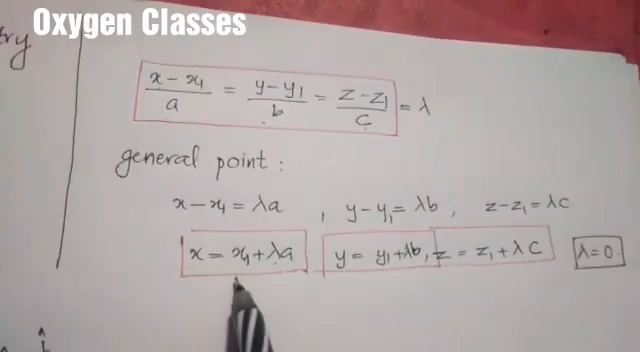 Oxygen Classes
try
x - x₁ / a = y - y₁ / b = z - z₁ / c = λ
general point :
x - x₁ = λa , y - y₁ = λb , z - z₁ = λc
x = x₁ + λa y = y₁ + λb , z = z₁ + λc λ = 0